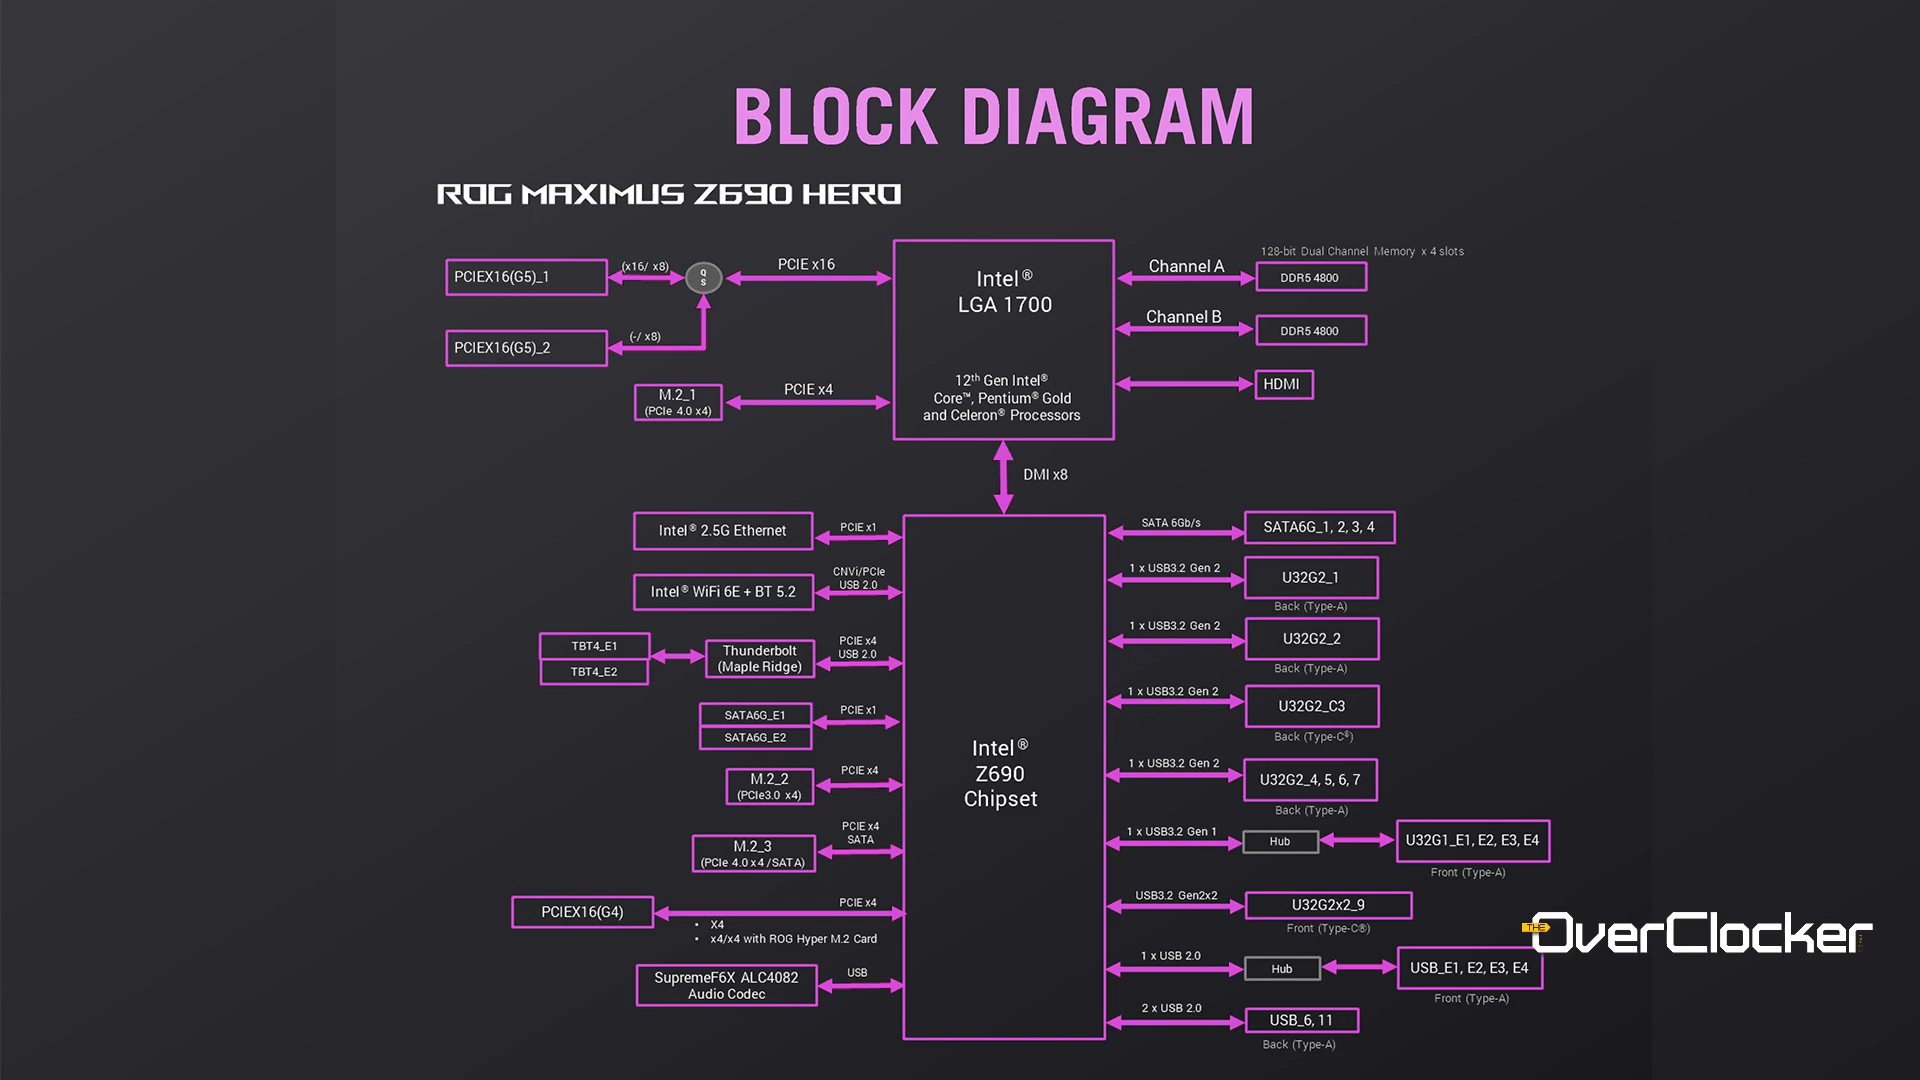 BLOCK DIAGRAM
ROG MAXIMUS Z690 HERO
PCIEX16(G5)_1
(x16/ x8)
Q
S
PCIE x16
PCIEX16(G5)_2
(-/ x8)
M.2_1
(PCIe 4.0 x4)
PCIE x4
Intel®
LGA 1700
12th Gen Intel®
Core™, Pentium® Gold
and Celeron® Processors
128-bit Dual Channel Memory x 4 slots
Channel A
DDR5 4800
Channel B
DDR5 4800
HDMI
DMI x8
Intel® 2.5G Ethernet
PCIE x1
Intel® WiFi 6E + BT 5.2
CNVi/PCIe
USB 2.0
TBT4_E1
TBT4_E2
Thunderbolt
(Maple Ridge)
PCIE x4
USB 2.0
SATA6G_E1
SATA6G_E2
PCIE x1
M.2_2
(PCIe3.0 x4)
PCIE x4
M.2_3
(PCIe 4.0 x4 /SATA)
PCIE x4
SATA
PCIEX16(G4)
PCIE x4
• X4
• x4/x4 with ROG Hyper M.2 Card
SupremeF6X ALC4082
Audio Codec
USB
Intel®
Z690
Chipset
SATA 6Gb/s
SATA6G_1, 2, 3, 4
1 x USB3.2 Gen 2
U32G2_1
Back (Type-A)
1 x USB3.2 Gen 2
U32G2_2
Back (Type-A)
1 x USB3.2 Gen 2
U32G2_C3
Back (Type-C®)
1 x USB3.2 Gen 2
U32G2_4, 5, 6, 7
Back (Type-A)
1 x USB3.2 Gen 1
Hub
U32G1_E1, E2, E3, E4
Front (Type-A)
USB3.2 Gen2x2
U32G2x2_9
Front (Type-C®)
1 x USB 2.0
Hub
USB_E1, E2, E3, E4
Front (Type-A)
2 x USB 2.0
USB_6, 11
Back (Type-A)
THE OverClocker